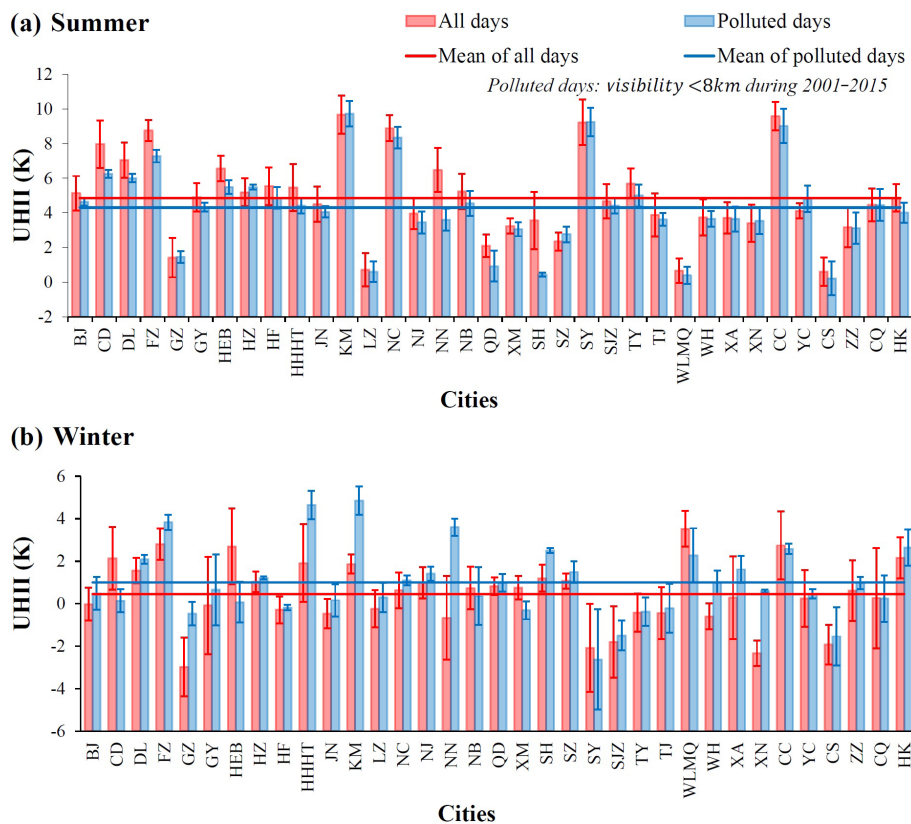 (a) Summer
All days
Polluted days
Mean of all days
Mean of polluted days
Polluted days: visibility <8km during 2001–2015
12
10
8
6
4
2
0
-2
UHII (K)
BJ CD DL FZ GZ GY HEB HZ HF HHHT JN KM LZ NC NJ NN NB QD XM SH SZ SY SJZ TY TJ WLMQ WH XA XN CC YC CS ZZ CQ HK
Cities
(b) Winter
6
4
2
0
-2
-4
-6
UHII (K)
BJ CD DL FZ GZ GY HEB HZ HF HHHT JN KM LZ NC NJ NN NB QD XM SH SZ SY SJZ TY TJ WLMQ WH XA XN CC YC CS ZZ CQ HK
Cities